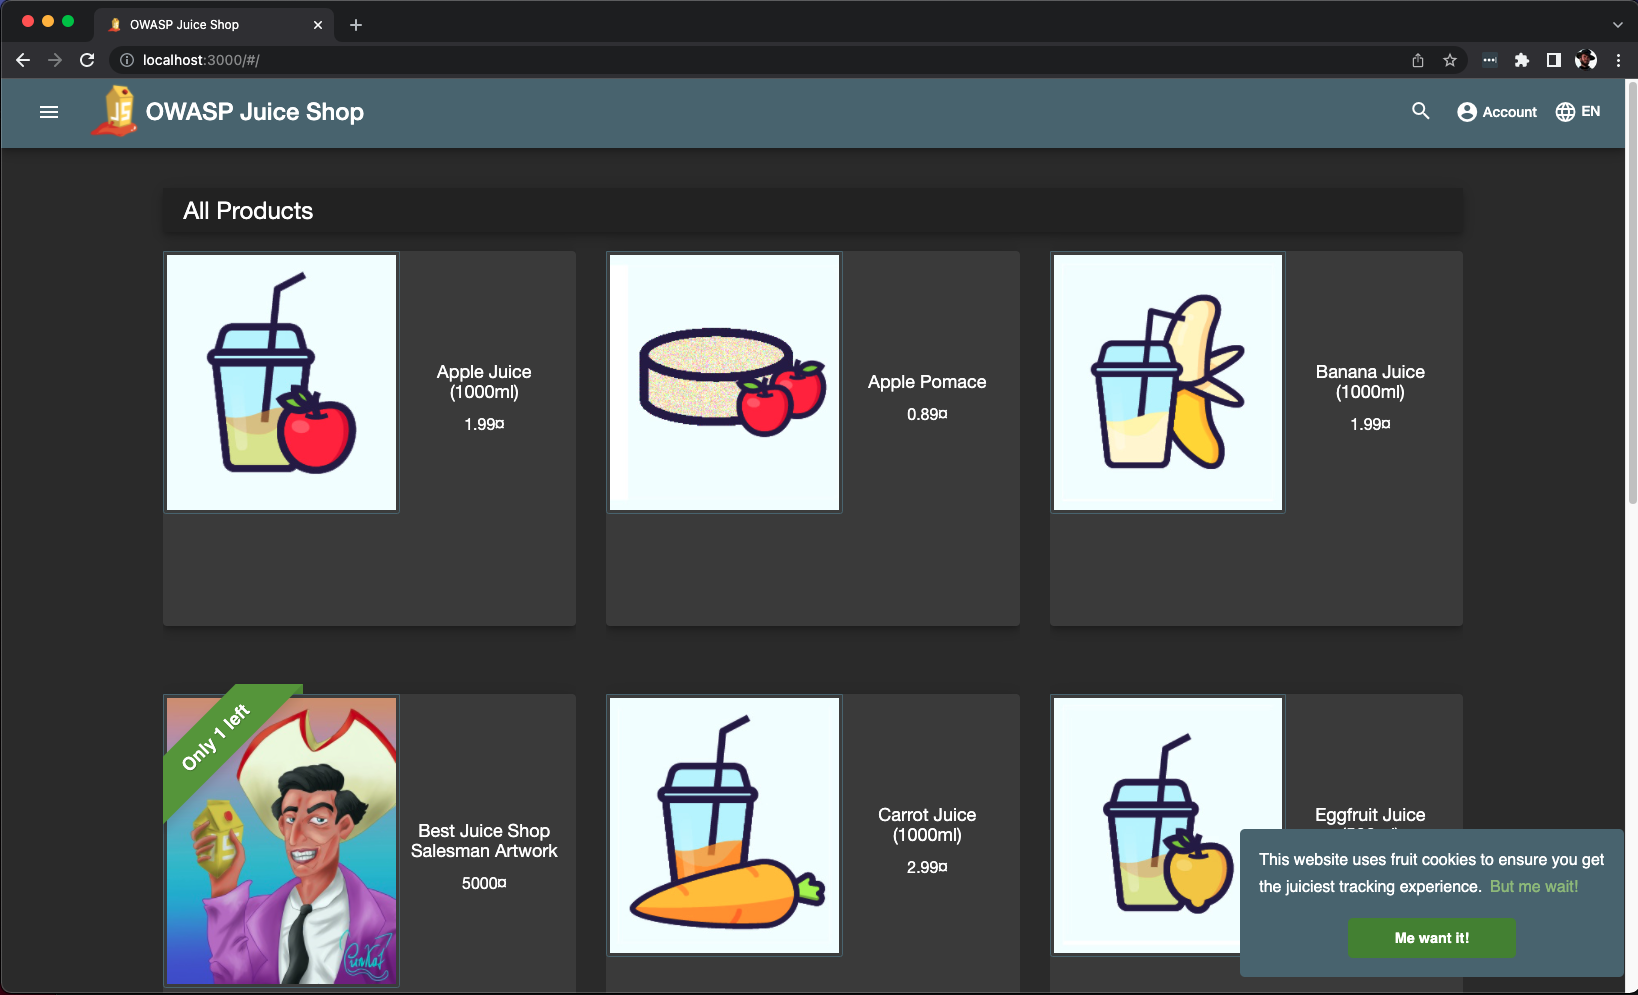 OWASP Juice Shop
localhost:3000/#/
JS
OWASP Juice Shop
Account
EN
All Products
Apple Juice
(1000ml)
1.99¤
Apple Pomace
0.89¤
Banana Juice
(1000ml)
1.99¤
Only 1 left
JS
Best Juice Shop
Salesman Artwork
5000¤
Carrot Juice
(1000ml)
2.99¤
Eggfruit Juice
This website uses fruit cookies to ensure you get
the juiciest tracking experience. But me wait!
Me want it!